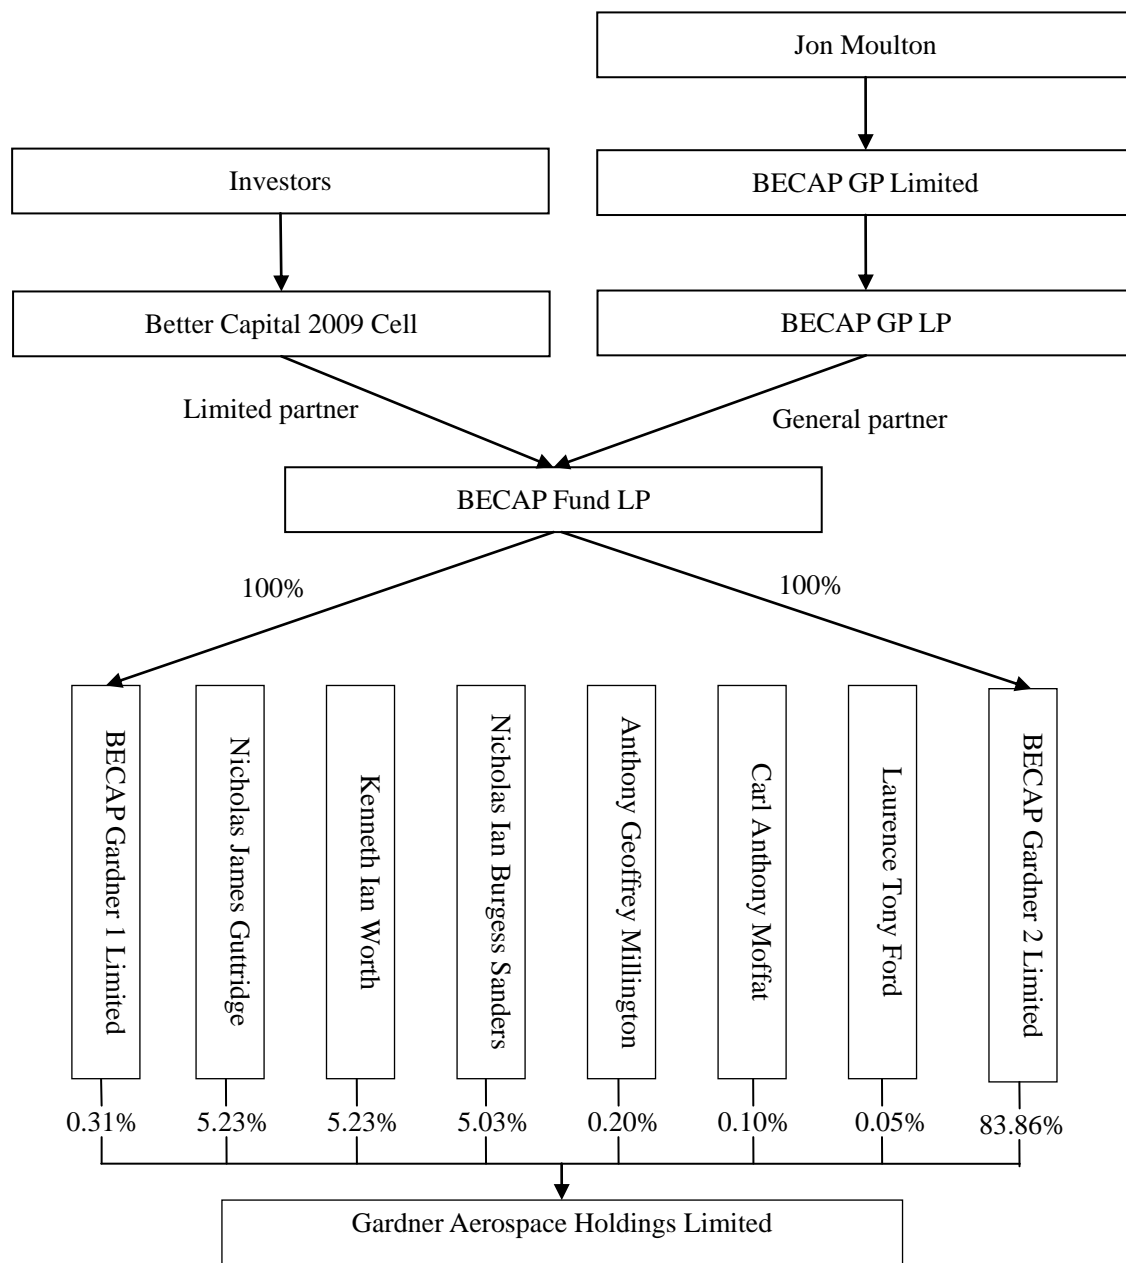 Jon Moulton
Investors
BECAP GP Limited
Better Capital 2009 Cell
BECAP GP LP
Limited partner
General partner
BECAP Fund LP
100%
100%
BECAP Gardner 1 Limited
Nicholas James Guttridge
Kenneth Ian Worth
Nicholas Ian Burgess Sanders
Anthony Geoffrey Millington
Carl Anthony Moffat
Laurence Tony Ford
BECAP Gardner 2 Limited
0.31%
5.23%
5.23%
5.03%
0.20%
0.10%
0.05%
83.86%
Gardner Aerospace Holdings Limited